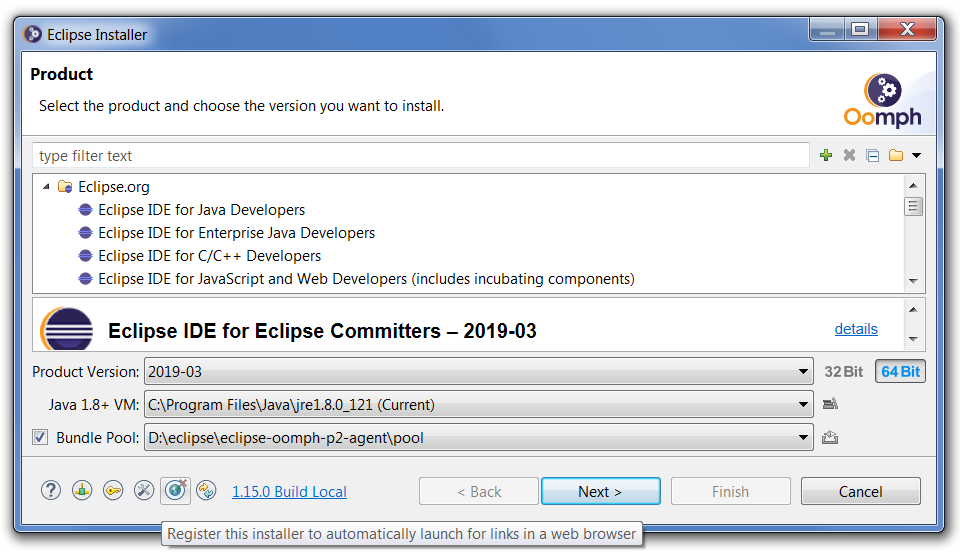 Eclipse Installer
Product
Select the product and choose the version you want to install.
Oomph
type filter text
Eclipse.org
Eclipse IDE for Java Developers
Eclipse IDE for Enterprise Java Developers
Eclipse IDE for C/C++ Developers
Eclipse IDE for JavaScript and Web Developers (includes incubating components)
Eclipse IDE for Eclipse Committers – 2019-03 details
Product Version: 2019-03 32 Bit 64 Bit
Java 1.8+ VM: C:\Program Files\Java\jre1.8.0_121 (Current)
Bundle Pool: D:\eclipse\eclipse-oomph-p2-agent\pool
1.15.0 Build Local < Back Next > Finish Cancel
Register this installer to automatically launch for links in a web browser